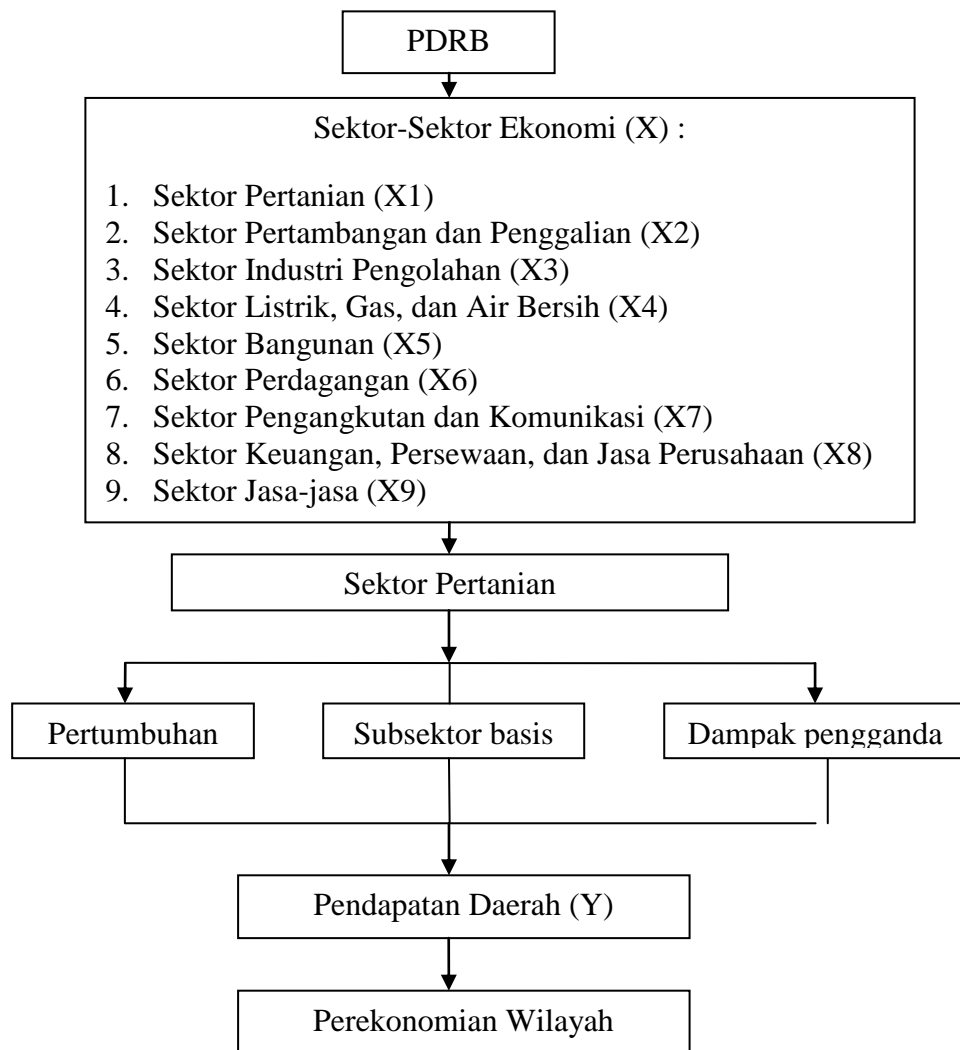 PDRB
Sektor-Sektor Ekonomi (X) :
1. Sektor Pertanian (X1)
2. Sektor Pertambangan dan Penggalian (X2)
3. Sektor Industri Pengolahan (X3)
4. Sektor Listrik, Gas, dan Air Bersih (X4)
5. Sektor Bangunan (X5)
6. Sektor Perdagangan (X6)
7. Sektor Pengangkutan dan Komunikasi (X7)
8. Sektor Keuangan, Persewaan, dan Jasa Perusahaan (X8)
9. Sektor Jasa-jasa (X9)
Sektor Pertanian
Pertumbuhan
Subsektor basis
Dampak pengganda
Pendapatan Daerah (Y)
Perekonomian Wilayah